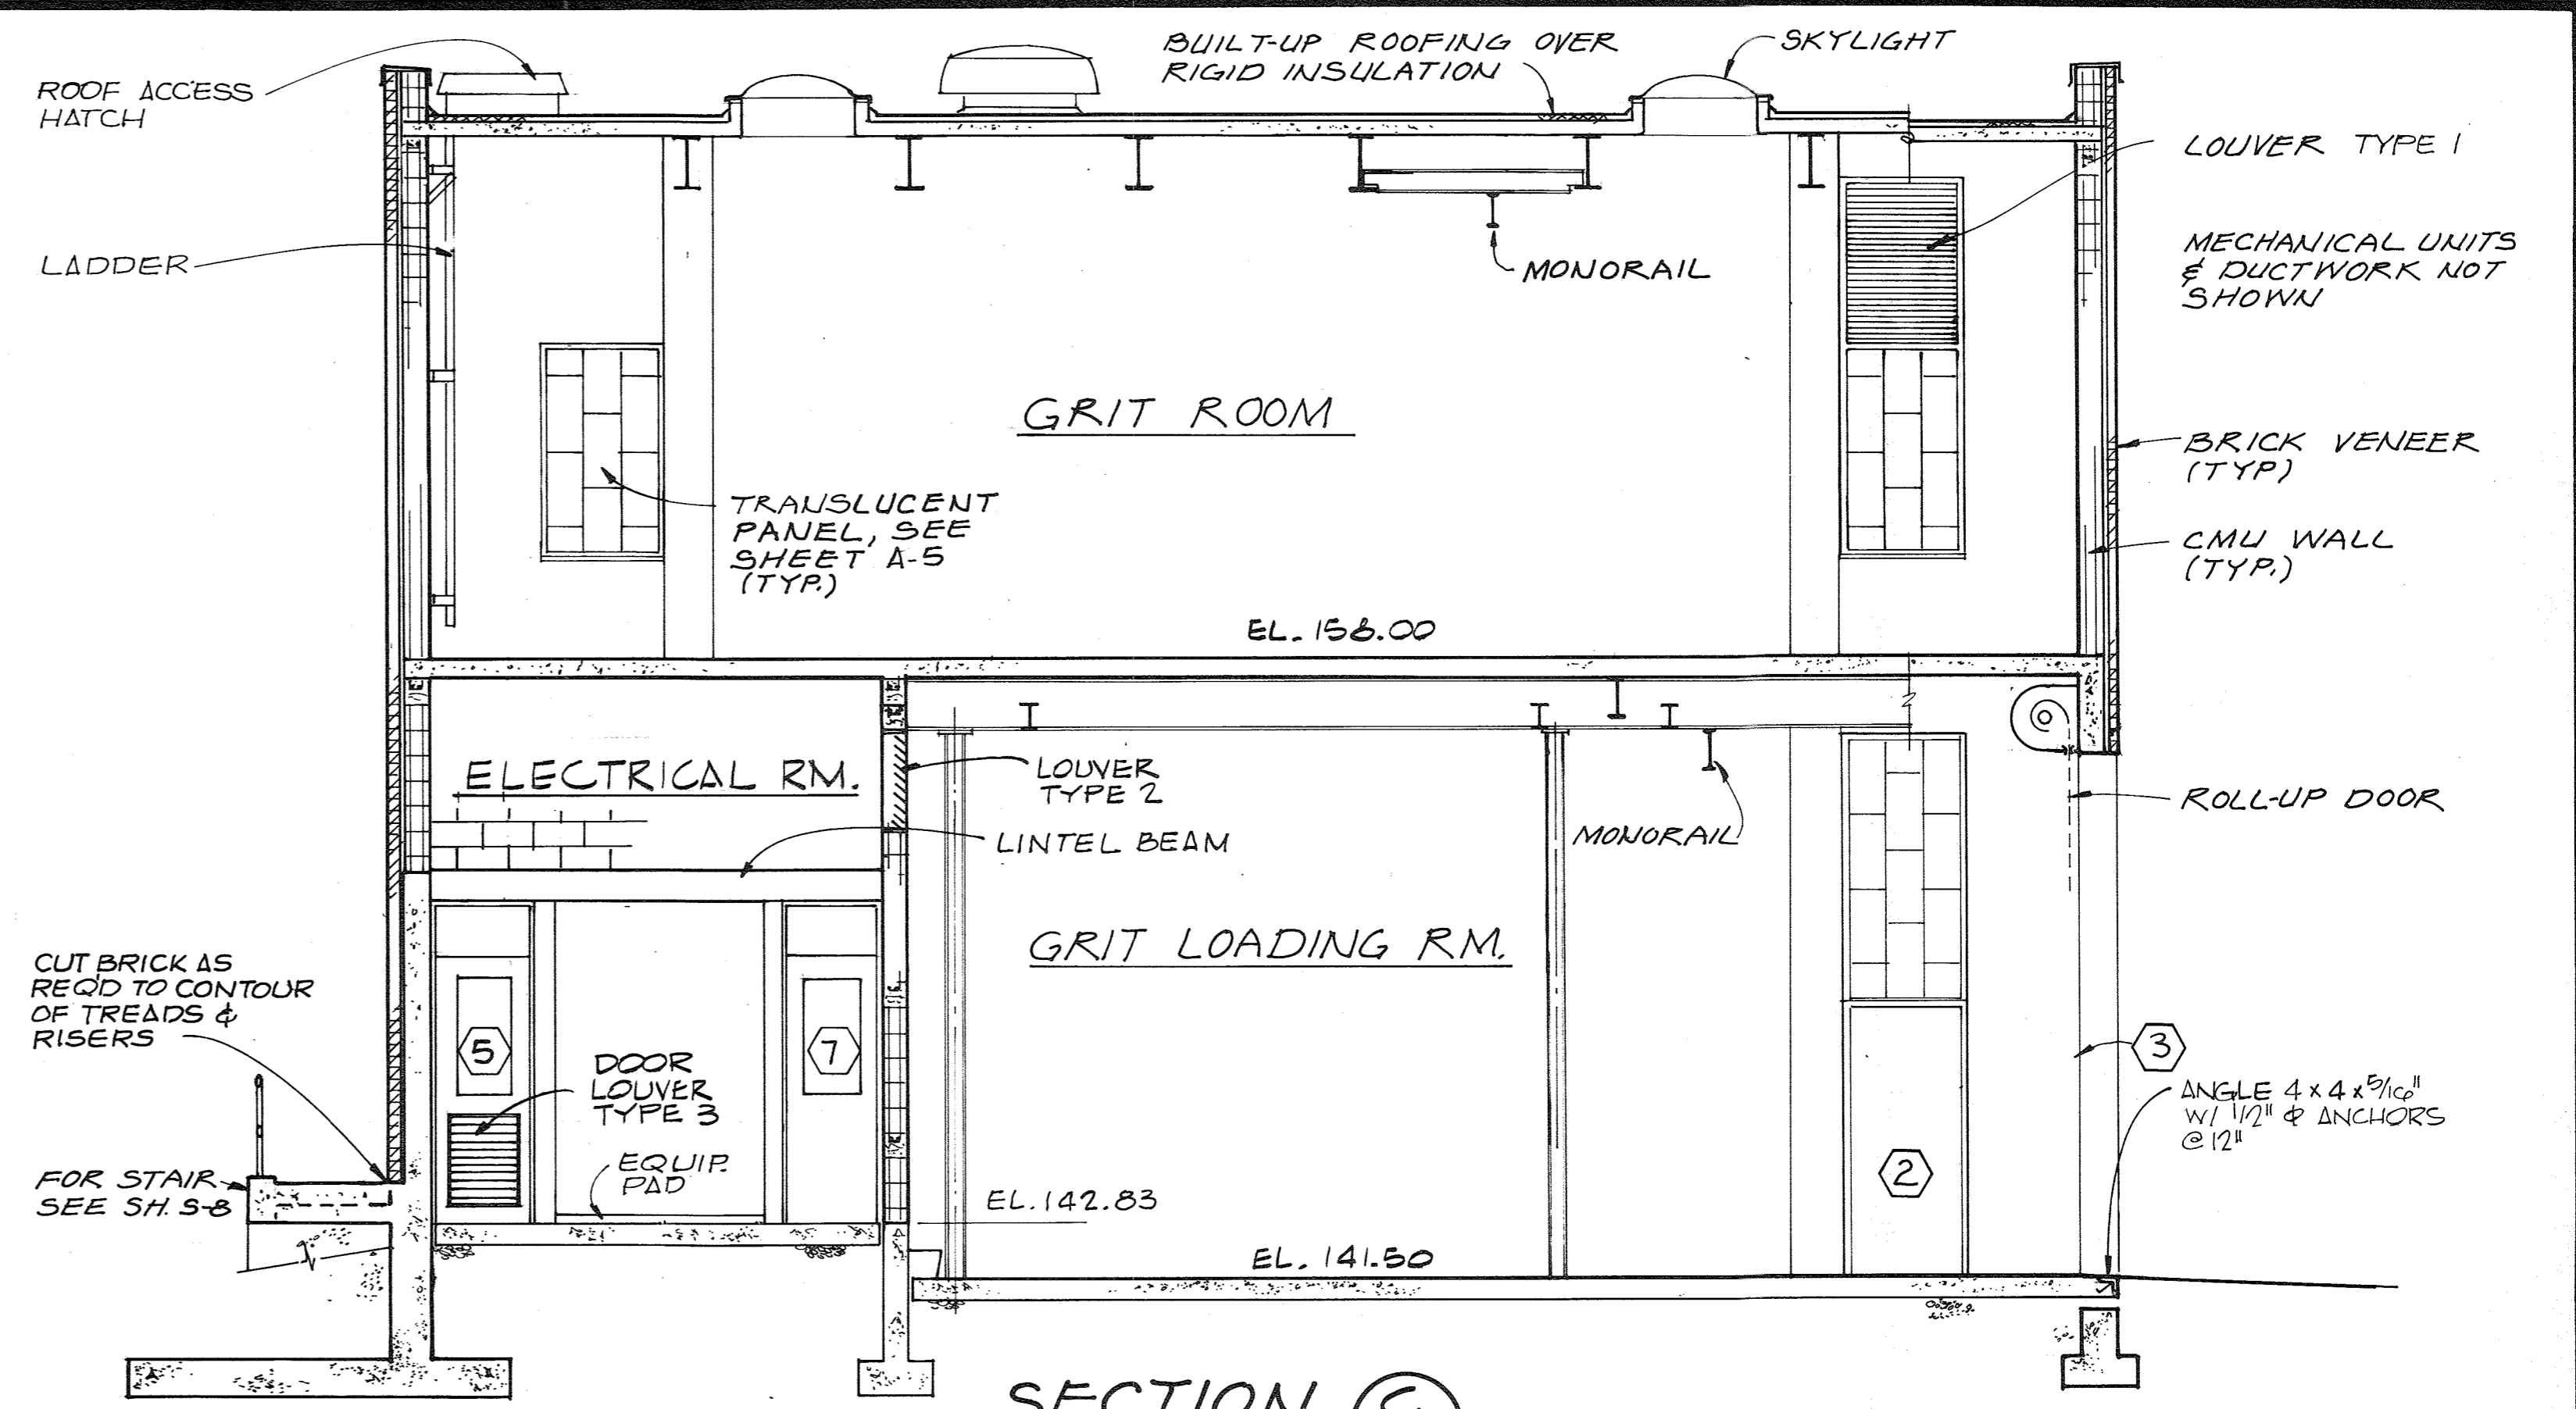 BUILT-UP ROOFING OVER
RIGID INSULATION
SKYLIGHT
ROOF ACCESS
HATCH
LOUVER TYPE 1
LADDER
MONORAIL
MECHANICAL UNITS
& DUCTWORK NOT
SHOWN
GRIT ROOM
BRICK VENEER
(TYP)
TRANSLUCENT
PANEL, SEE
SHEET A-5
(TYP.)
CMU WALL
(TYP.)
EL. 158.00
ELECTRICAL RM.
LOUVER
TYPE 2
LINTEL BEAM
MONORAIL
ROLL-UP DOOR
GRIT LOADING RM.
CUT BRICK AS
REQ'D TO CONTOUR
OF TREADS &
RISERS
5
7
DOOR
LOUVER
TYPE 3
3
ANGLE 4 x 4 x 5/16"
W/ 1/2" ϕ ANCHORS
@ 12"
EQUIP.
PAD
2
FOR STAIR
SEE SH. S-8
EL. 142.83
EL. 141.50
SECTION